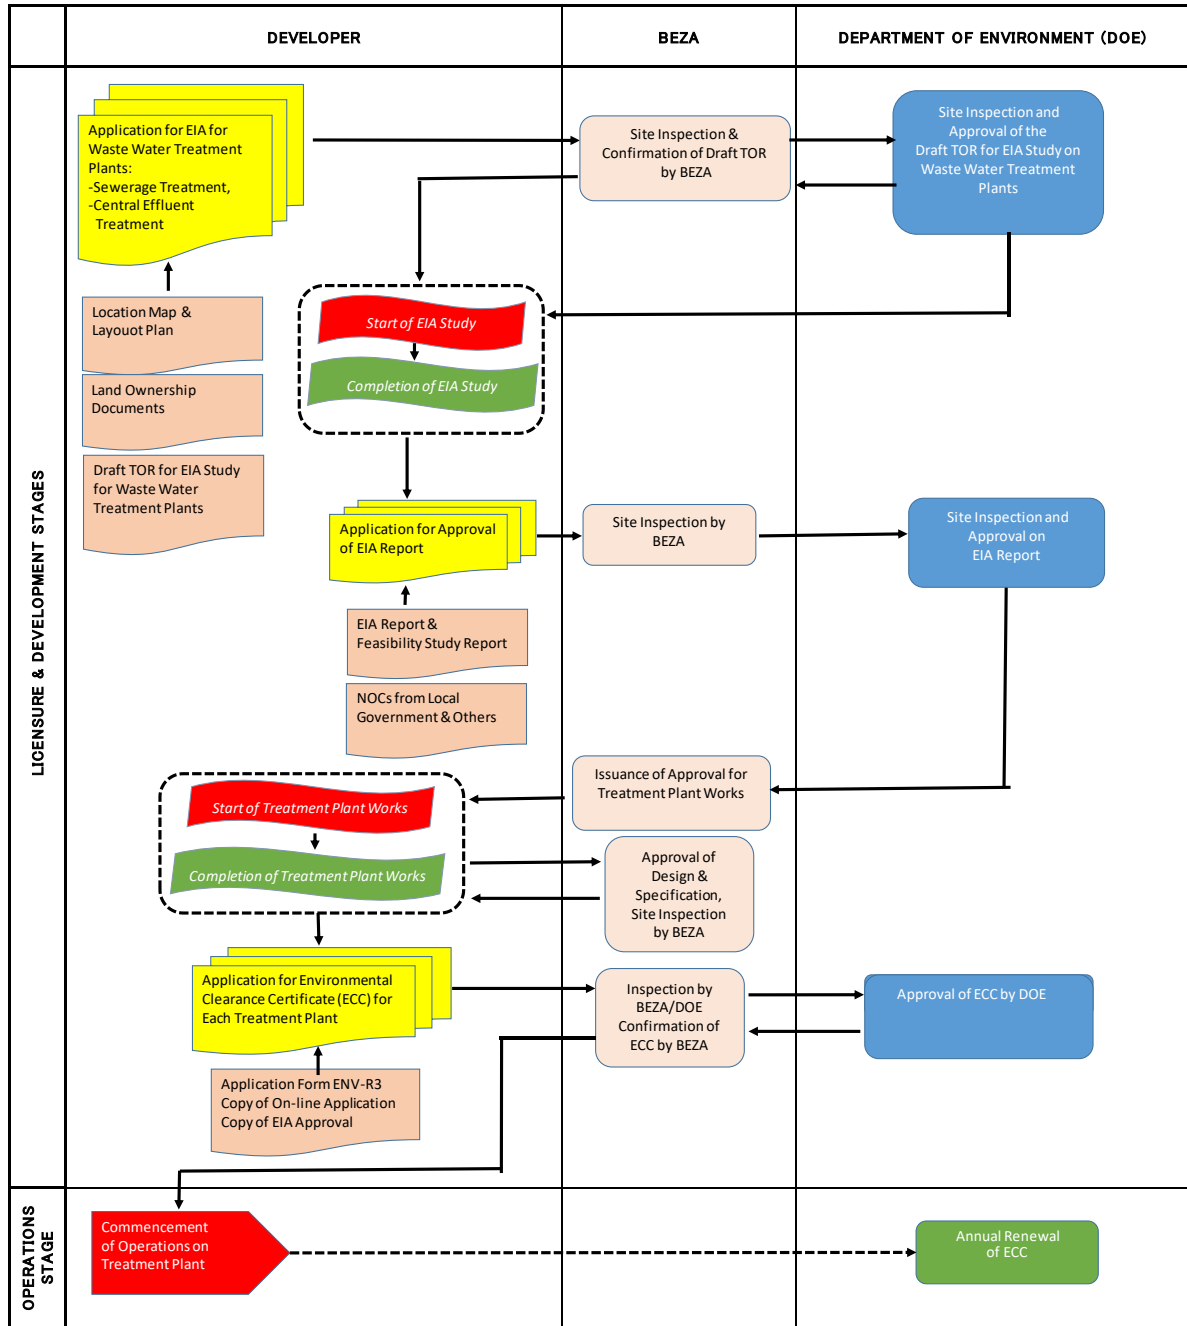 DEVELOPER
BEZA
DEPARTMENT OF ENVIRONMENT (DOE)
LICENSURE & DEVELOPMENT STAGES
Application for EIA for
Waste Water Treatment
Plants:
-Sewerage Treatment,
-Central Effluent
Treatment
Site Inspection &
Confirmation of Draft TOR
by BEZA
Site Inspection and
Approval of the
Draft TOR for EIA Study on
Waste Water Treatment
Plants
Location Map &
Layouot Plan
Land Ownership
Documents
Draft TOR for EIA Study
for Waste Water
Treatment Plants
Start of EIA Study
Completion of EIA Study
Application for Approval
of EIA Report
Site Inspection by
BEZA
Site Inspection and
Approval on
EIA Report
EIA Report &
Feasibility Study Report
NOCs from Local
Government & Others
Issuance of Approval for
Treatment Plant Works
Start of Treatment Plant Works
Completion of Treatment Plant Works
Approval of
Design &
Specification,
Site Inspection
by BEZA
Application for Environmental
Clearance Certificate (ECC) for
Each Treatment Plant
Inspection by
BEZA/DOE
Confirmation of
ECC by BEZA
Approval of ECC by DOE
Application Form ENV-R3
Copy of On-line Application
Copy of EIA Approval
OPERATIONS
STAGE
Commencement
of Operations on
Treatment Plant
Annual Renewal
of ECC